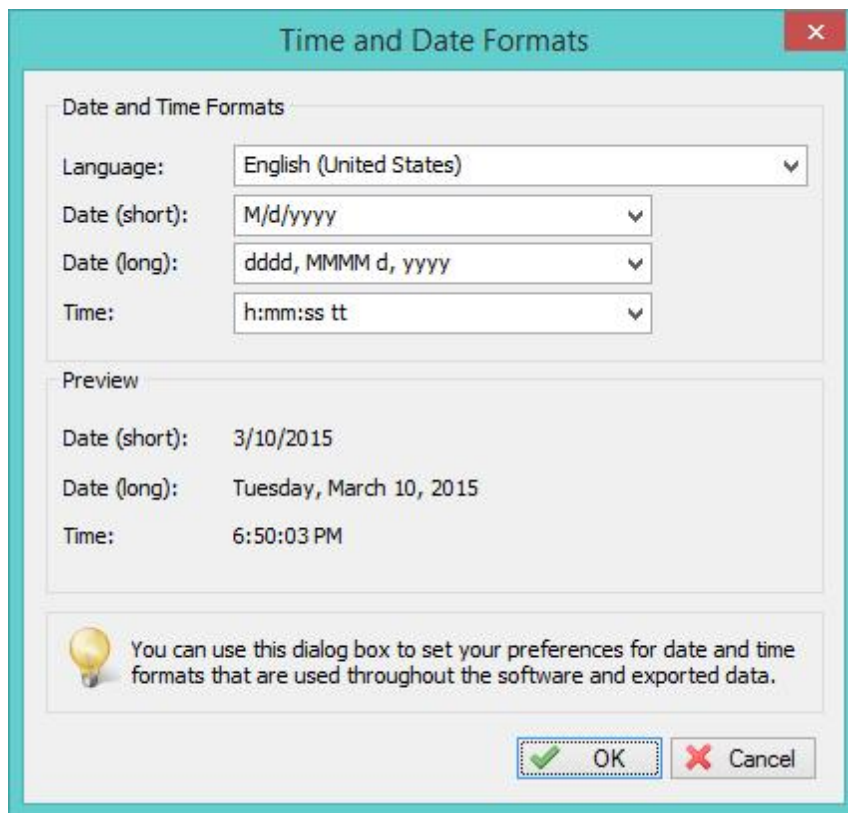 Time and Date Formats
Date and Time Formats
Language: English (United States)
Date (short): M/d/yyyy
Date (long): dddd, MMMM d, yyyy
Time: h:mm:ss tt
Preview
Date (short): 3/10/2015
Date (long): Tuesday, March 10, 2015
Time: 6:50:03 PM
You can use this dialog box to set your preferences for date and time
formats that are used throughout the software and exported data.
OK Cancel